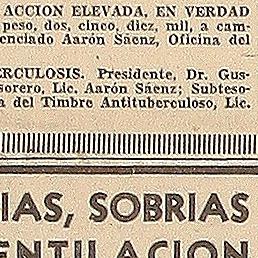 ACCION ELEVADA, EN VERDAD
peso, dos, cinco, diez, mil, a cam-
enciado Aarón Sáenz, Oficina del
ERCULOSIS. Presidente, Dr. Gus-
sorero, Lic. Aarón Sáenz; Subteso-
a del Timbre Antituberculoso, Lic.
IAS, SOBRIAS
ENTILACION